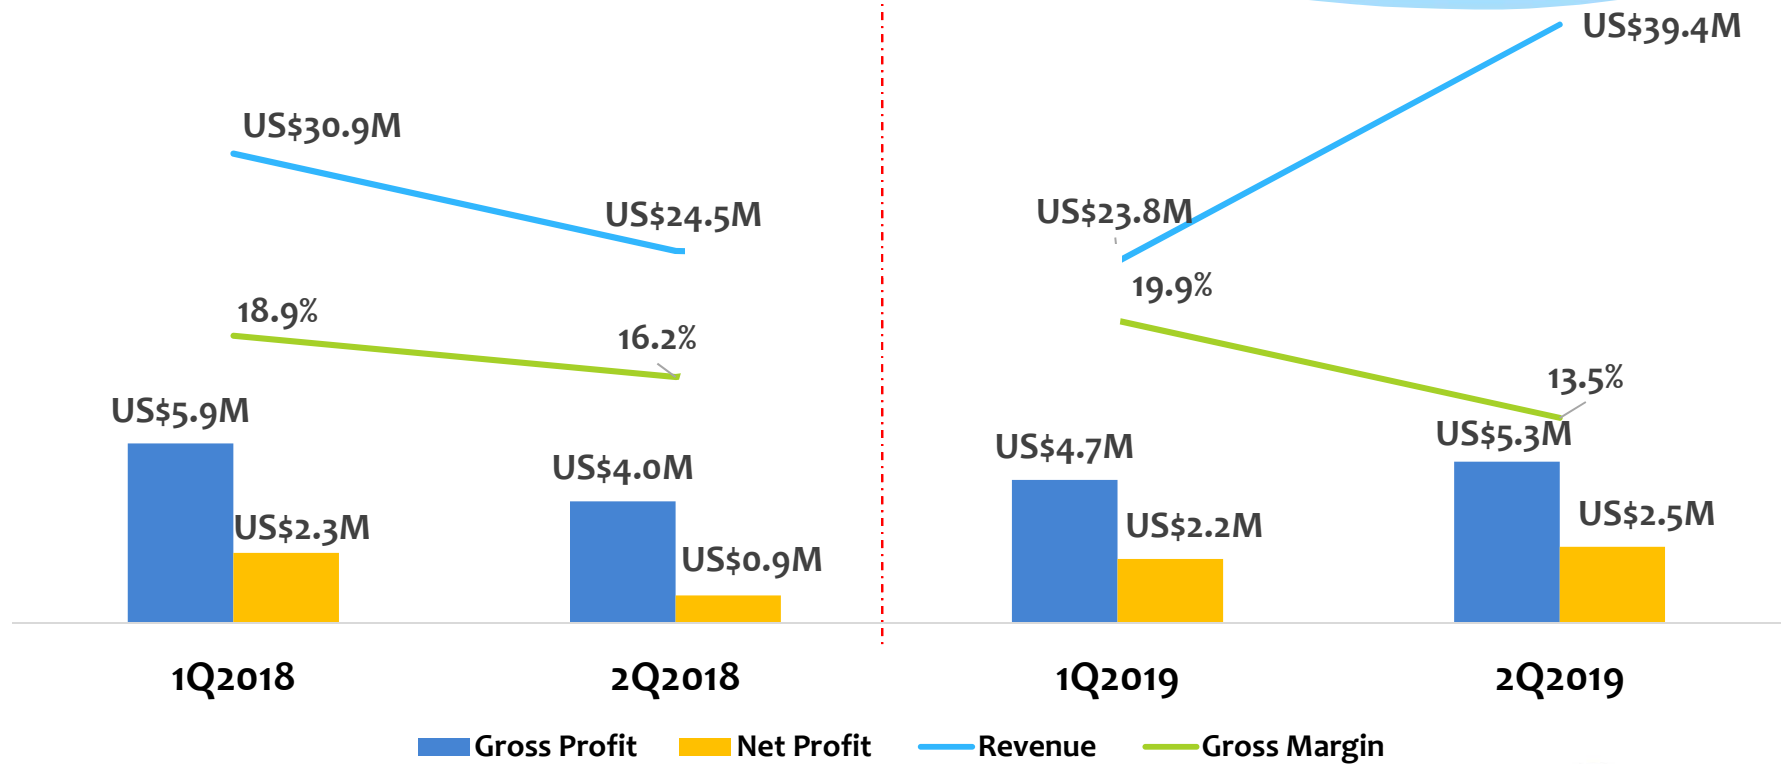 US$39.4M
US$30.9M
US$24.5M
US$23.8M
19.9%
18.9%
16.2%
13.5%
US$5.9M
US$4.0M
US$4.7M
US$5.3M
US$2.3M
US$0.9M
US$2.2M
US$2.5M
1Q2018 2Q2018 1Q2019 2Q2019
Gross Profit Net Profit Revenue Gross Margin